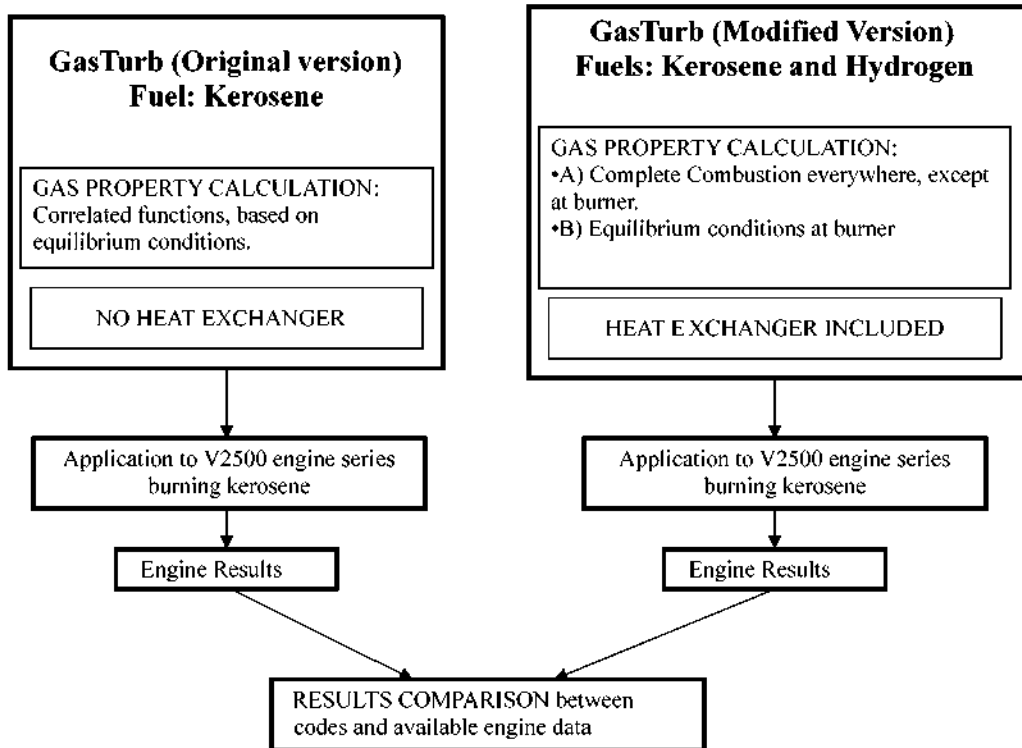 GasTurb (Original version)
Fuel: Kerosene
GAS PROPERTY CALCULATION:
Correlated functions, based on
equilibrium conditions.
NO HEAT EXCHANGER
Application to V2500 engine series
burning kerosene
Engine Results
GasTurb (Modified Version)
Fuels: Kerosene and Hydrogen
GAS PROPERTY CALCULATION:
•A) Complete Combustion everywhere, except
at burner.
•B) Equilibrium conditions at burner
HEAT EXCHANGER INCLUDED
Application to V2500 engine series
burning kerosene
Engine Results
RESULTS COMPARISON between
codes and available engine data